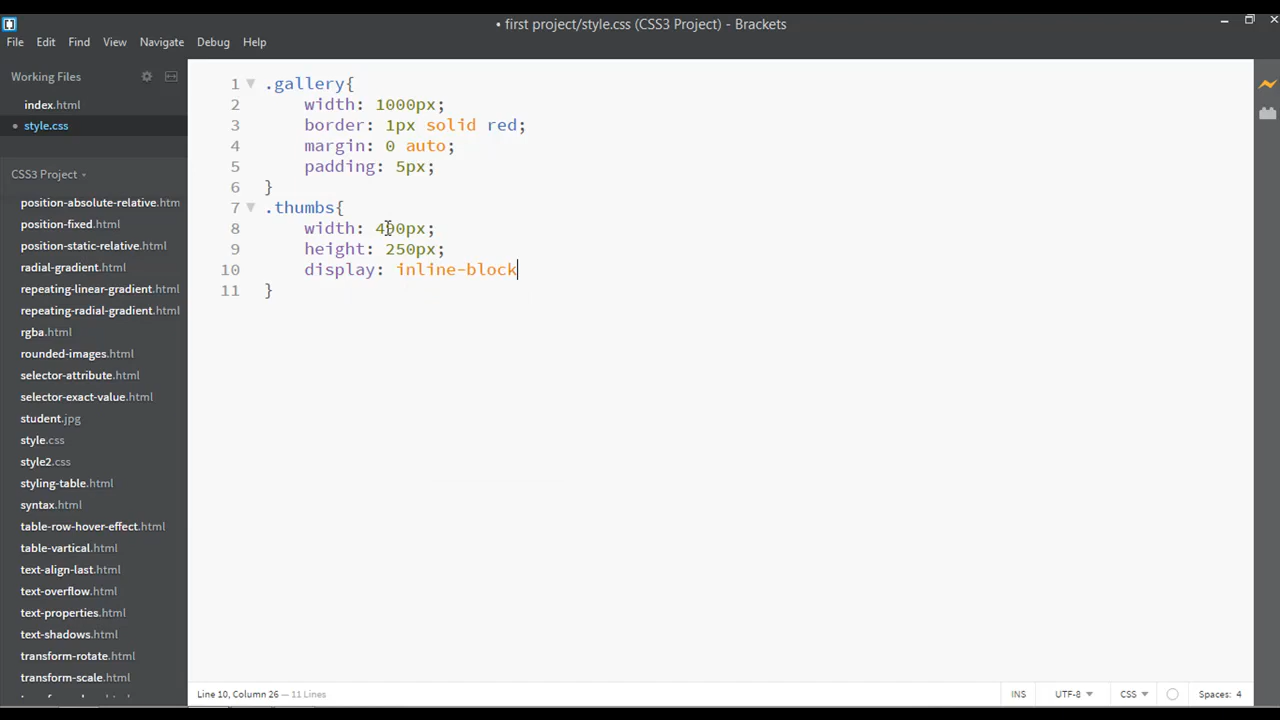 • first project/style.css (CSS3 Project) - Brackets
File Edit Find View Navigate Debug Help
Working Files
index.html
• style.css
CSS3 Project
position-absolute-relative.htm
position-fixed.html
position-static-relative.html
radial-gradient.html
repeating-linear-gradient.html
repeating-radial-gradient.html
rgba.html
rounded-images.html
selector-attribute.html
selector-exact-value.html
student.jpg
style.css
style2.css
styling-table.html
syntax.html
table-row-hover-effect.html
table-vartical.html
text-align-last.html
text-overflow.html
text-properties.html
text-shadows.html
transform-rotate.html
transform-scale.html
1 .gallery{
2 width: 1000px;
3 border: 1px solid red;
4 margin: 0 auto;
5 padding: 5px;
6 }
7 .thumbs{
8 width: 400px;
9 height: 250px;
10 display: inline-block
11 }
Line 10, Column 26 — 11 Lines
INS UTF-8 CSS Spaces: 4